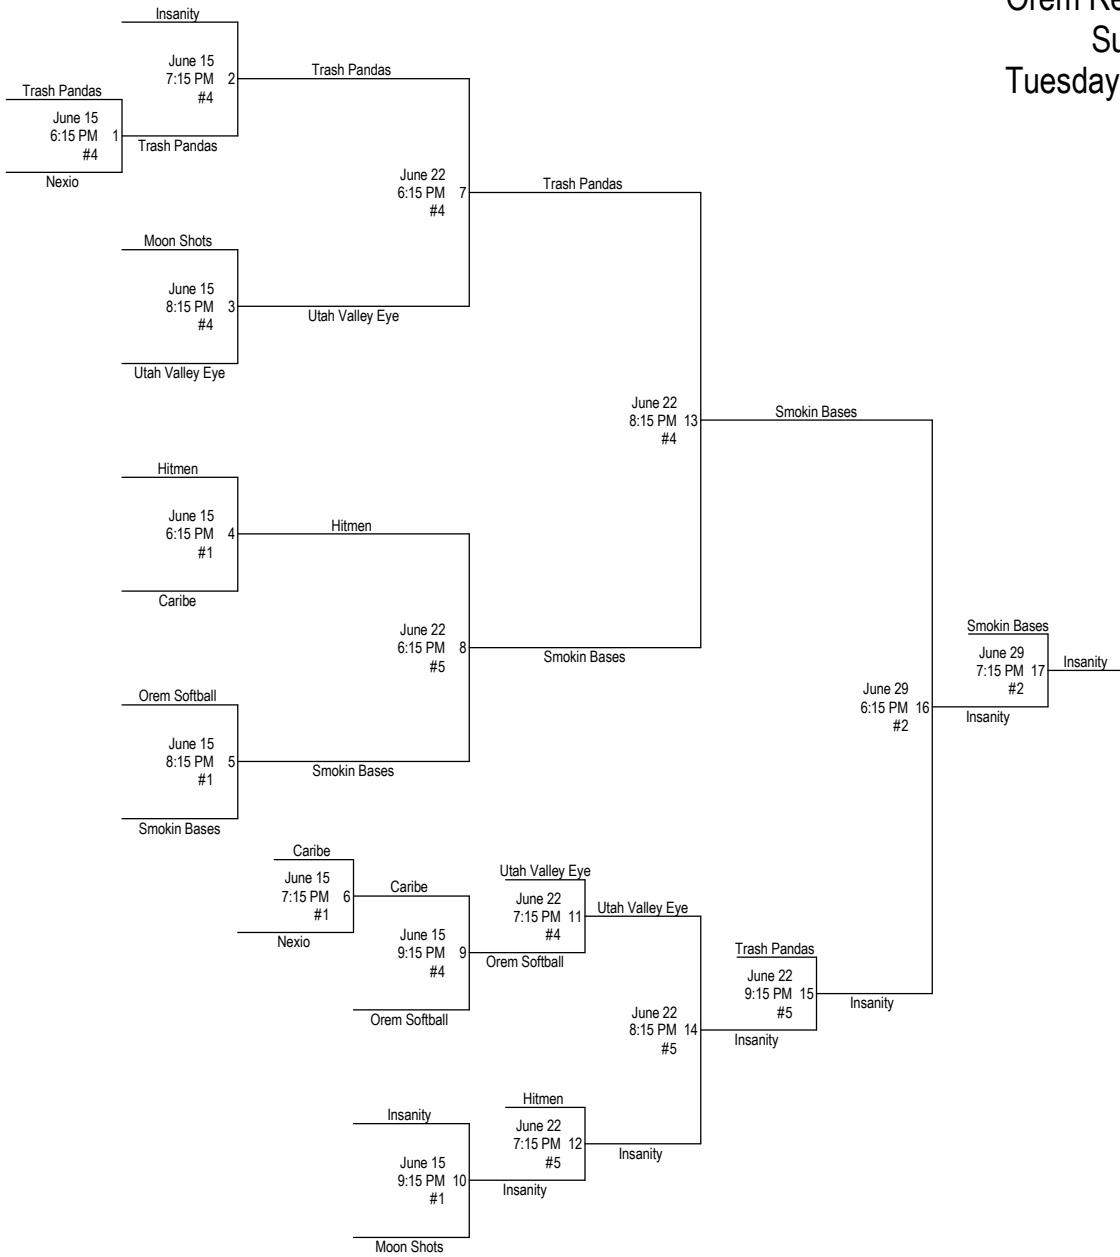 Orem Re
Su
Tuesday
Insanity
June 15
7:15 PM 2
#4
Trash Pandas
Trash Pandas
June 15
6:15 PM 1
#4
Trash Pandas
Nexio
June 22
6:15 PM 7
#4
Trash Pandas
Moon Shots
June 15
8:15 PM 3
#4
Utah Valley Eye
Utah Valley Eye
June 22
8:15 PM 13
#4
Smokin Bases
Hitmen
June 15
6:15 PM 4
#1
Hitmen
Caribe
June 22
6:15 PM 8
#5
Smokin Bases
Orem Softball
June 15
8:15 PM 5
#1
Smokin Bases
Smokin Bases
Smokin Bases
June 29
7:15 PM 17
#2
Insanity
June 29
6:15 PM 16
#2
Insanity
Caribe
June 15
7:15 PM 6
#1
Nexio
Caribe
June 15
9:15 PM 9
#4
Orem Softball
Utah Valley Eye
June 22
7:15 PM 11
#4
Orem Softball
Utah Valley Eye
June 22
8:15 PM 14
#5
Trash Pandas
June 22
9:15 PM 15
#5
Insanity
Insanity
Insanity
June 15
9:15 PM 10
#1
Moon Shots
Hitmen
June 22
7:15 PM 12
#5
Insanity
Insanity